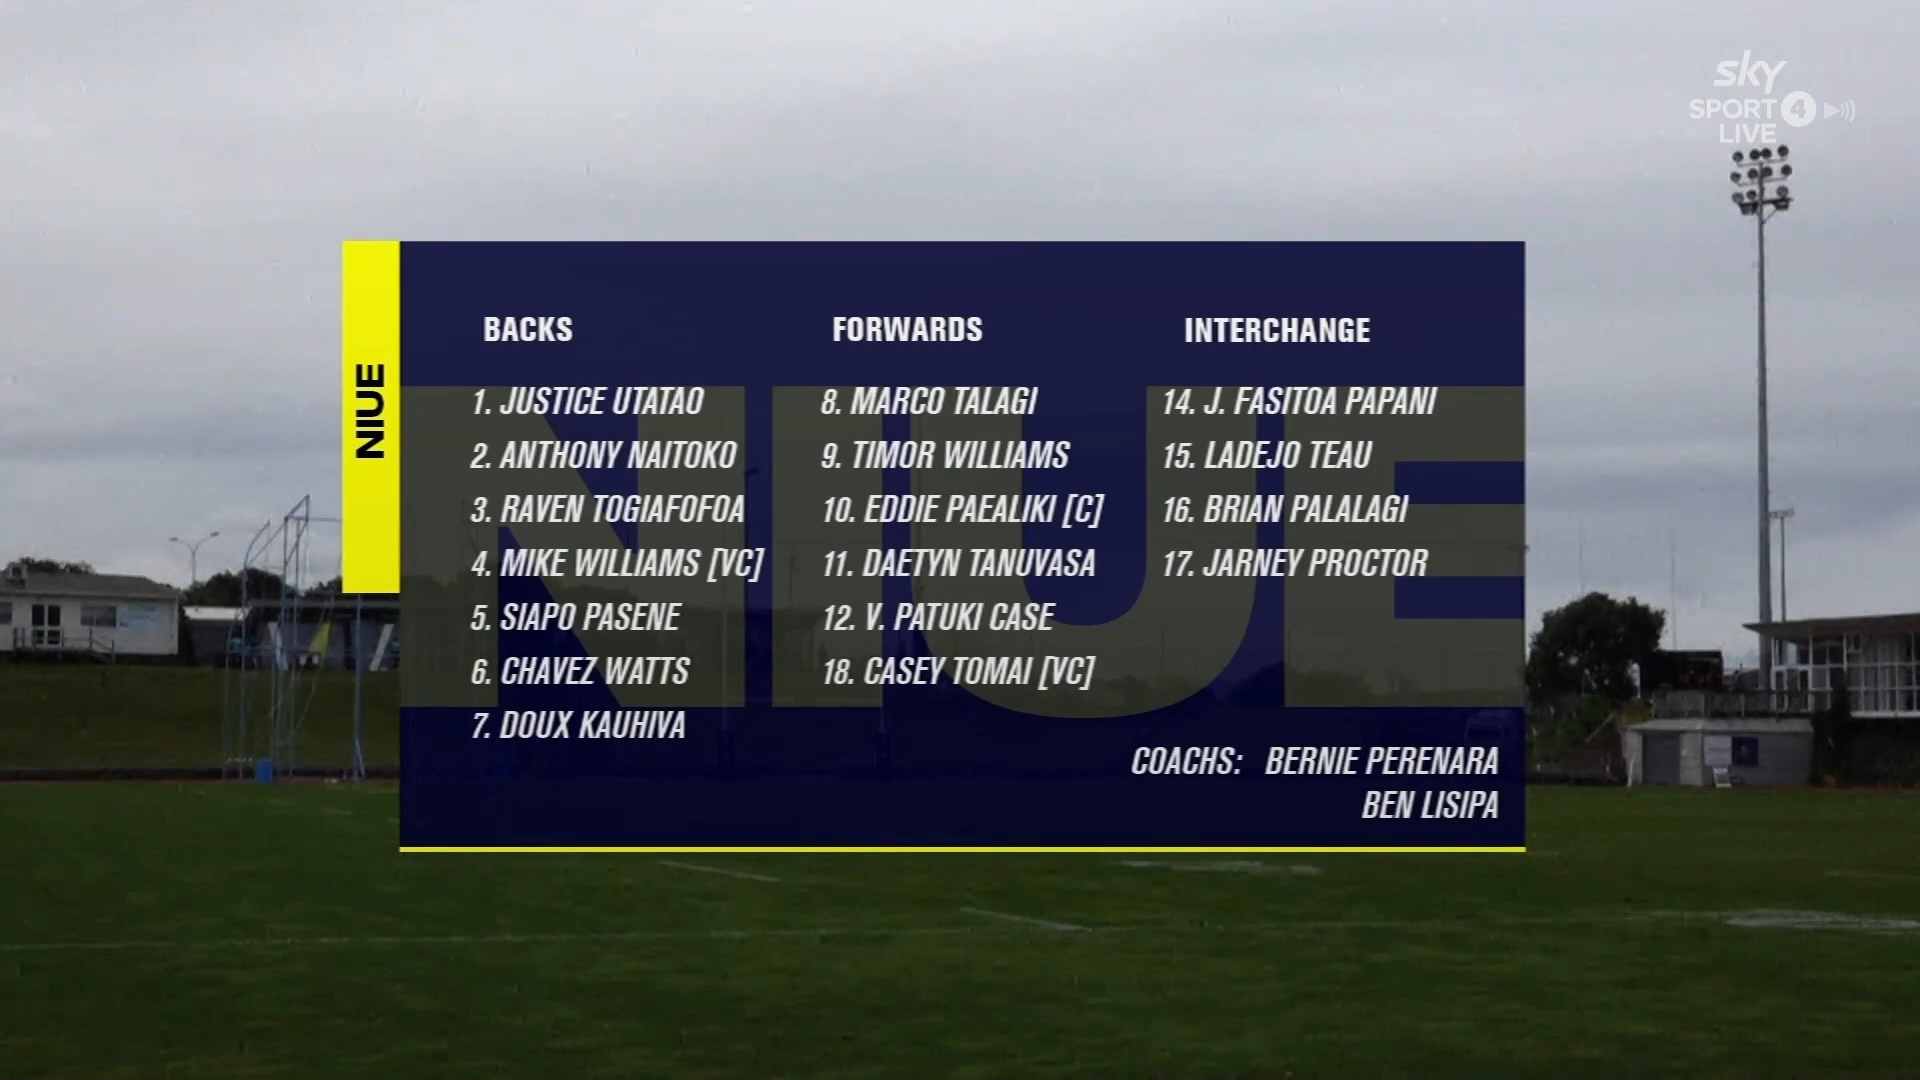 sky
SPORT 4
LIVE
NIUE
NIUE
BACKS
1. JUSTICE UTATAO
2. ANTHONY NAITOKO
3. RAVEN TOGIAFOFOA
4. MIKE WILLIAMS [VC]
5. SIAPO PASENE
6. CHAVEZ WATTS
7. DOUX KAUHIVA
FORWARDS
8. MARCO TALAGI
9. TIMOR WILLIAMS
10. EDDIE PAEALIKI [C]
11. DAETYN TANUVASA
12. V. PATUKI CASE
18. CASEY TOMAI [VC]
INTERCHANGE
14. J. FASITOA PAPANI
15. LADEJO TEAU
16. BRIAN PALALAGI
17. JARNEY PROCTOR
COACHS: BERNIE PERENARA
BEN LISIPA